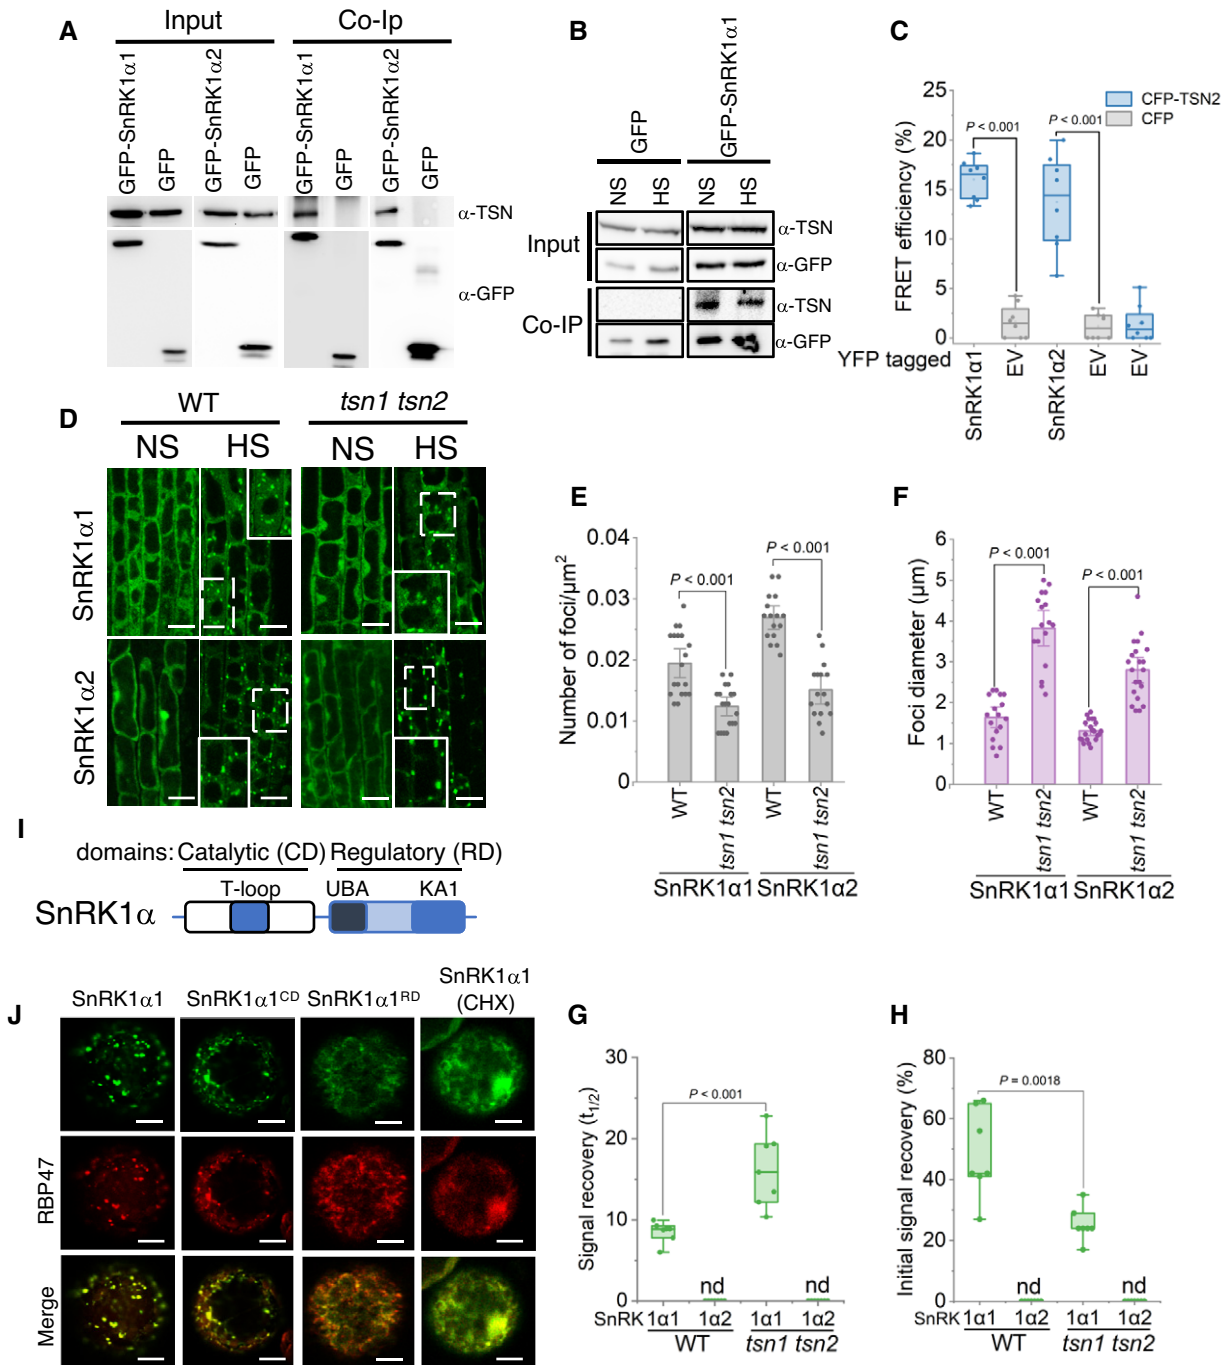 A
Input
Co-Ip
GFP-SnRK1α1
GFP
GFP-SnRK1α2
GFP
GFP-SnRK1α1
GFP
GFP-SnRK1α2
GFP
α-TSN
α-GFP
B
GFP
GFP-SnRK1α1
NS
HS
NS
HS
Input
α-TSN
α-GFP
Co-IP
α-TSN
α-GFP
C
FRET efficiency (%)
25
20
15
10
5
0
P < 0.001
P < 0.001
CFP-TSN2
CFP
YFP tagged
SnRK1α1
EV
SnRK1α2
EV
EV
D
WT
tsn1 tsn2
NS
HS
NS
HS
SnRK1α1
SnRK1α2
E
Number of foci/µm²
0.04
0.03
0.02
0.01
0
P < 0.001
P < 0.001
WT
tsn1 tsn2
WT
tsn1 tsn2
SnRK1α1
SnRK1α2
F
Foci diameter (µm)
6
5
4
3
2
1
0
P < 0.001
P < 0.001
WT
tsn1 tsn2
WT
tsn1 tsn2
SnRK1α1
SnRK1α2
I
domains: Catalytic (CD) Regulatory (RD)
T-loop
UBA
KA1
SnRK1α
J
SnRK1α1
SnRK1α1CD
SnRK1α1RD
SnRK1α1
(CHX)
RBP47
Merge
G
Signal recovery (t1/2)
30
20
10
0
P < 0.001
nd
nd
SnRK 1α1 1α2 1α1 1α2
WT
tsn1 tsn2
H
Initial signal recovery (%)
80
60
40
20
0
P = 0.0018
nd
nd
1α1 1α2 1α1 1α2
WT
tsn1 tsn2